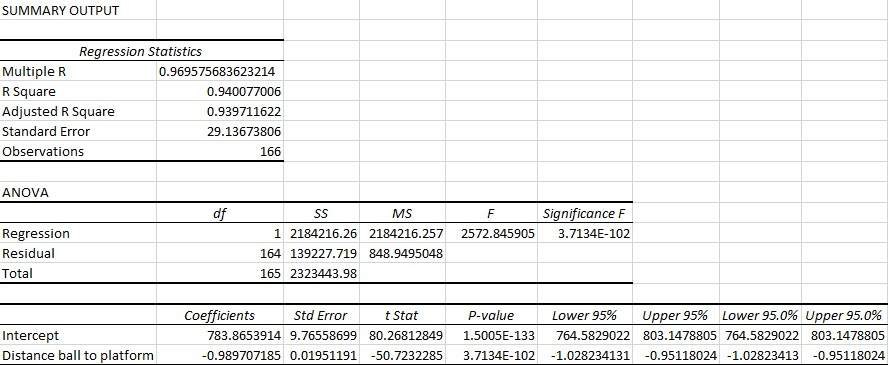 SUMMARY OUTPUT
Regression Statistics
Multiple R 0.969575683623214
R Square 0.940077006
Adjusted R Square 0.939711622
Standard Error 29.13673806
Observations 166
ANOVA
df SS MS F Significance F
Regression 1 2184216.26 2184216.257 2572.845905 3.7134E-102
Residual 164 139227.719 848.9495048
Total 165 2323443.98
Coefficients Std Error t Stat P-value Lower 95% Upper 95% Lower 95.0% Upper 95.0%
Intercept 783.8653914 9.76558699 80.26812849 1.5005E-133 764.5829022 803.1478805 764.5829022 803.1478805
Distance ball to platform -0.989707185 0.01951191 -50.7232285 3.7134E-102 -1.028234131 -0.95118024 -1.02823413 -0.95118024